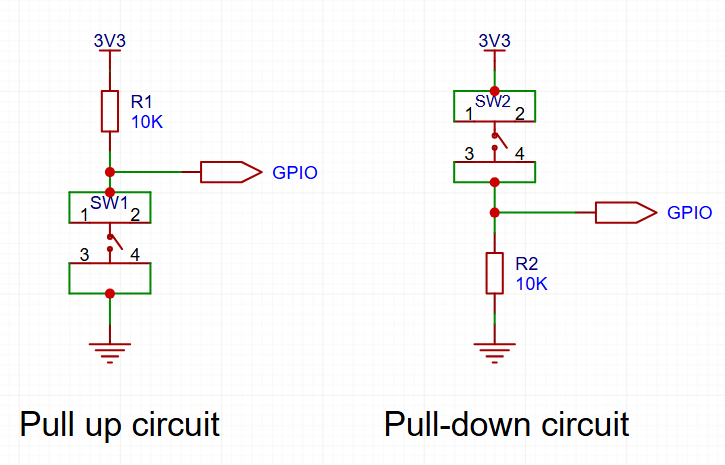 3V3
R1
10K
GPIO
SW1
1 2
3 4
Pull up circuit
3V3
SW2
1 2
3 4
GPIO
R2
10K
Pull-down circuit